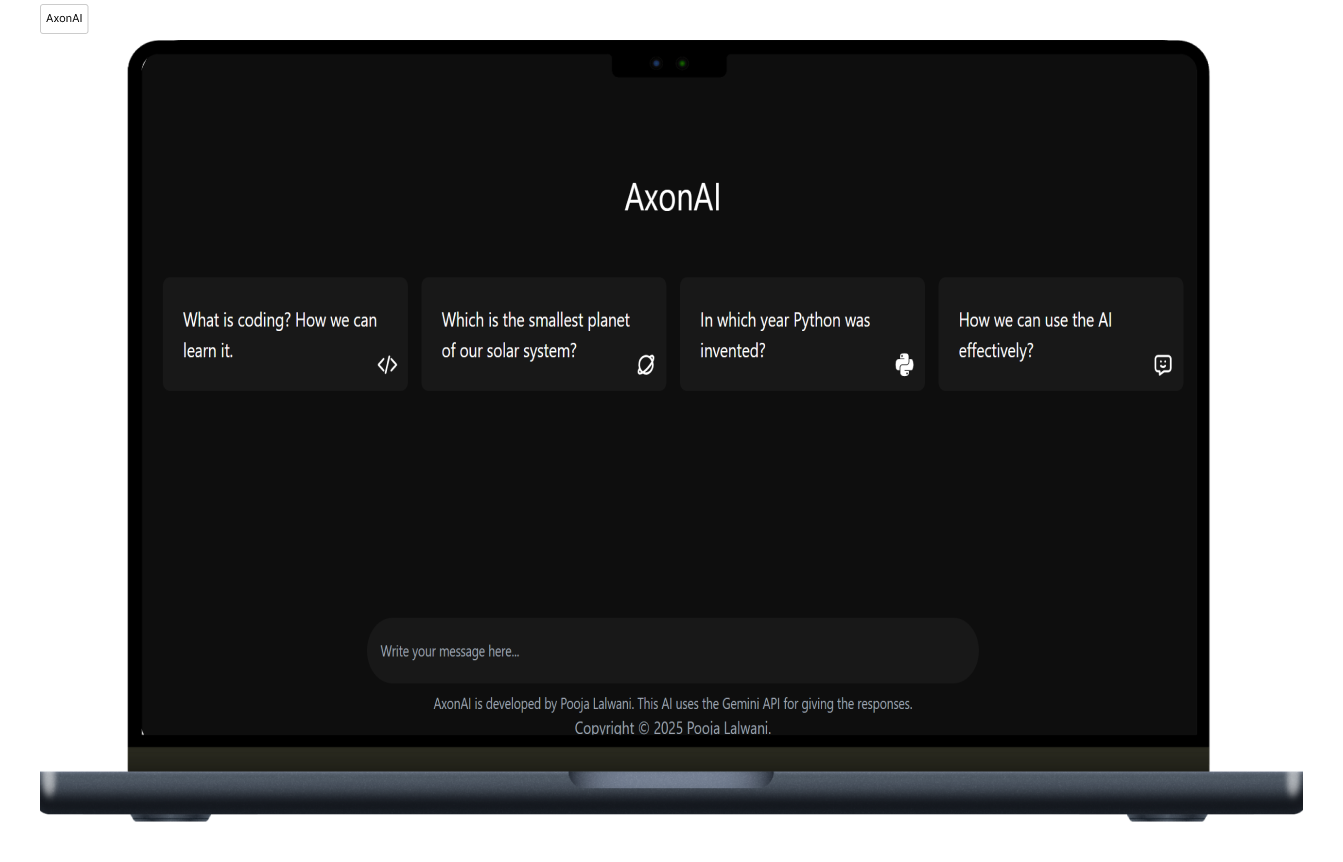 AxonAI
AxonAI
What is coding? How we can
learn it.
Which is the smallest planet
of our solar system?
In which year Python was
invented?
How we can use the AI
effectively?
Write your message here...
AxonAI is developed by Pooja Lalwani. This AI uses the Gemini API for giving the responses.
Copyright © 2025 Pooja Lalwani.